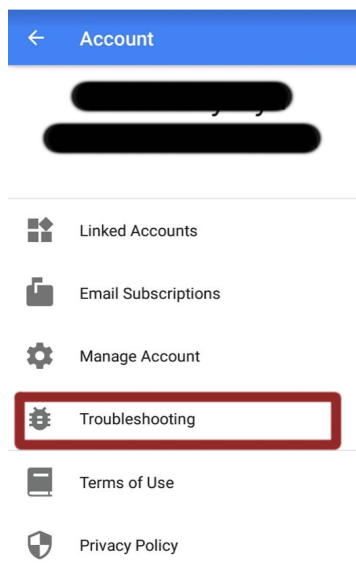 Account
Linked Accounts
Email Subscriptions
Manage Account
Troubleshooting
Terms of Use
Privacy Policy